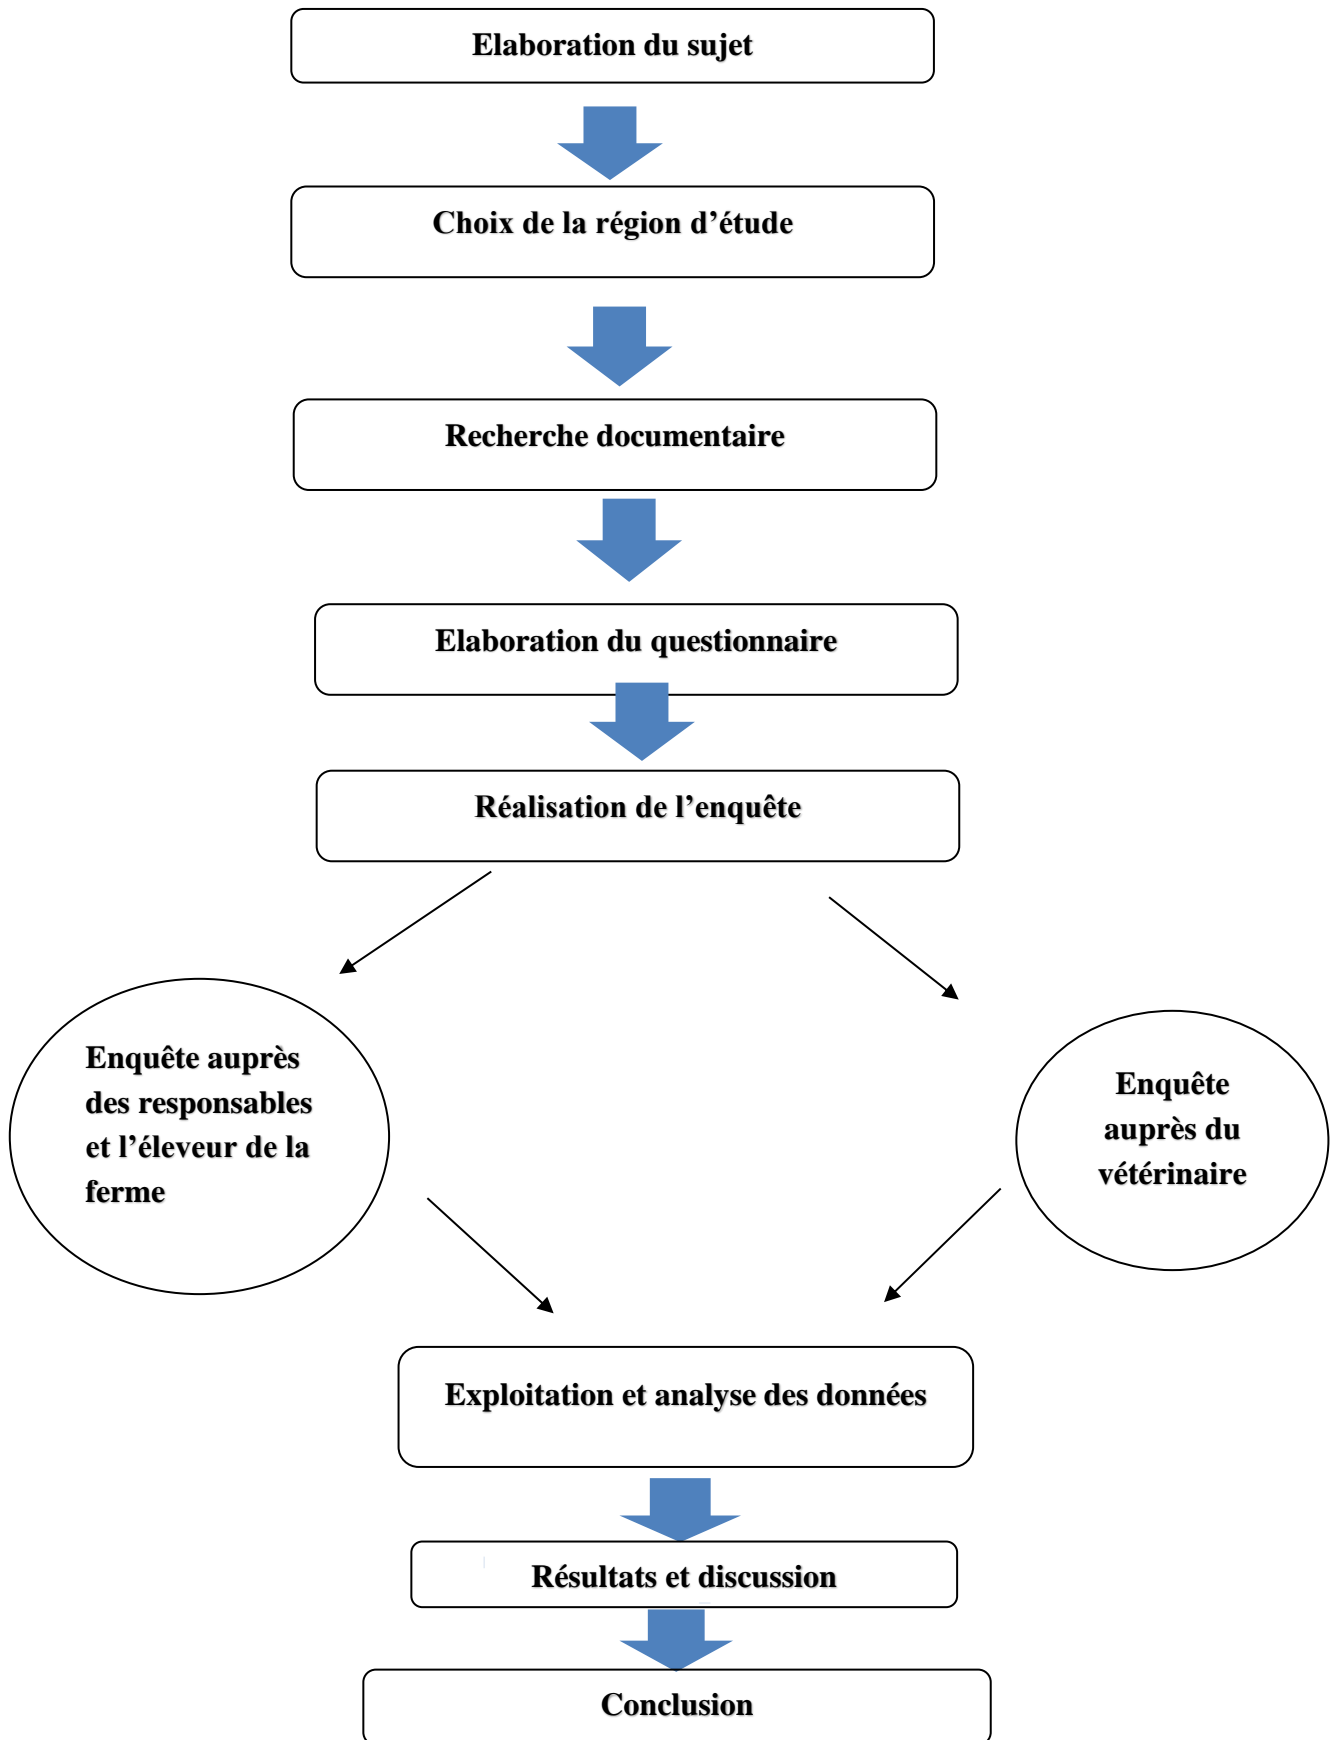 Elaboration du sujet
Choix de la région d’étude
Recherche documentaire
Elaboration du questionnaire
Réalisation de l’enquête
Enquête auprès
des responsables
et l’éleveur de la
ferme
Enquête
auprès du
vétérinaire
Exploitation et analyse des données
Résultats et discussion
Conclusion